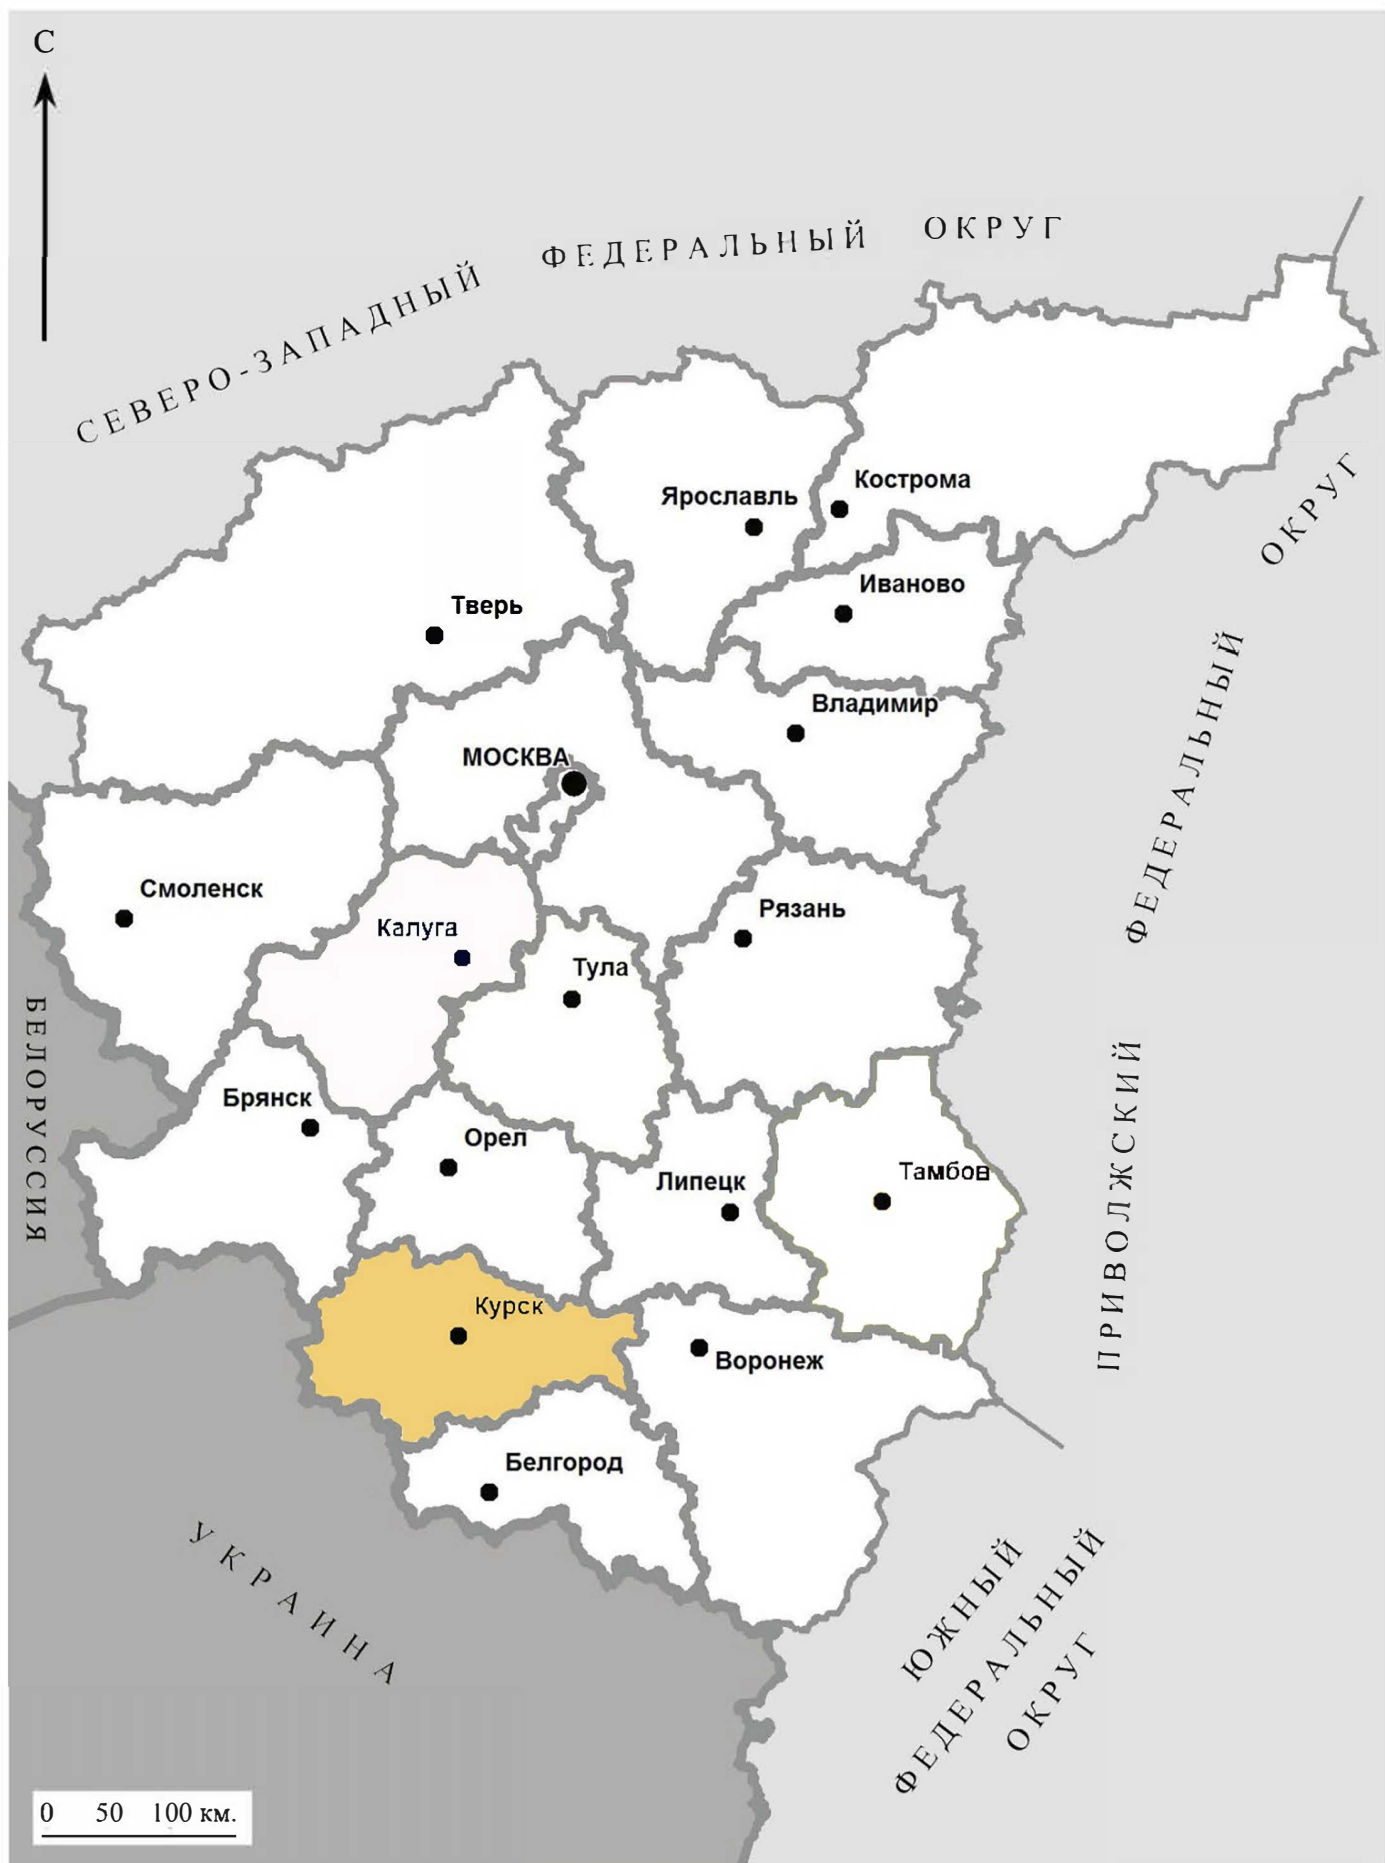 С
СЕВЕРО-ЗАПАДНЫЙ ФЕДЕРАЛЬНЫЙ ОКРУГ
Кострома
Ярославль
Иваново
Тверь
Владимир
МОСКВА
Смоленск
Рязань
Калуга
Тула
Брянск
Орел
Тамбов
Липецк
Курск
Воронеж
Белгород
ПРИВОЛЖСКИЙ ФЕДЕРАЛЬНЫЙ ОКРУГ
БЕЛОРУССИЯ
УКРАИНА
ЮЖНЫЙ
ФЕДЕРАЛЬНЫЙ
ОКРУГ
0 50 100 км.